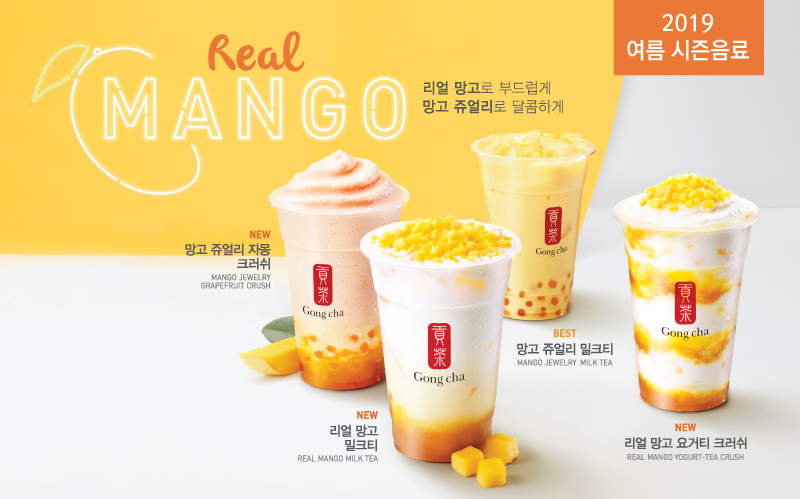 2019
여름 시즌음료
Real
MANGO
리얼 망고로 부드럽게
망고 쥬얼리로 달콤하게
NEW
망고 쥬얼리 자몽
크러쉬
MANGO JEWELRY
GRAPEFRUIT CRUSH
貢茶
Gong cha
貢茶
Gong cha
貢茶
Gong cha
貢茶
Gong cha
BEST
망고 쥬얼리 밀크티
MANGO JEWELRY MILK TEA
NEW
리얼 망고
밀크티
REAL MANGO MILK TEA
NEW
리얼 망고 요거티 크러쉬
REAL MANGO YOGURT-TEA CRUSH